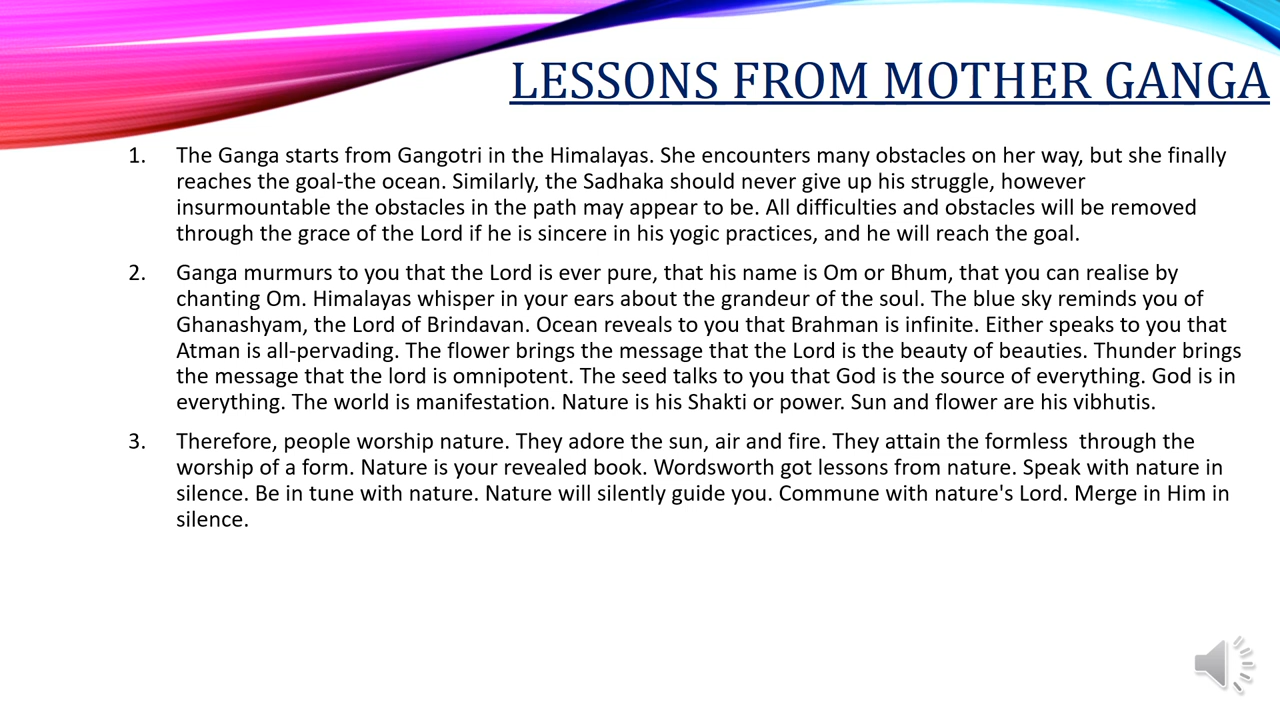 LESSONS FROM MOTHER GANGA
1. The Ganga starts from Gangotri in the Himalayas. She encounters many obstacles on her way, but she finally
reaches the goal-the ocean. Similarly, the Sadhaka should never give up his struggle, however
insurmountable the obstacles in the path may appear to be. All difficulties and obstacles will be removed
through the grace of the Lord if he is sincere in his yogic practices, and he will reach the goal.
2. Ganga murmurs to you that the Lord is ever pure, that his name is Om or Bhum, that you can realise by
chanting Om. Himalayas whisper in your ears about the grandeur of the soul. The blue sky reminds you of
Ghanashyam, the Lord of Brindavan. Ocean reveals to you that Brahman is infinite. Either speaks to you that
Atman is all-pervading. The flower brings the message that the Lord is the beauty of beauties. Thunder brings
the message that the lord is omnipotent. The seed talks to you that God is the source of everything. God is in
everything. The world is manifestation. Nature is his Shakti or power. Sun and flower are his vibhutis.
3. Therefore, people worship nature. They adore the sun, air and fire. They attain the formless  through the
worship of a form. Nature is your revealed book. Wordsworth got lessons from nature. Speak with nature in
silence. Be in tune with nature. Nature will silently guide you. Commune with nature's Lord. Merge in Him in
silence.